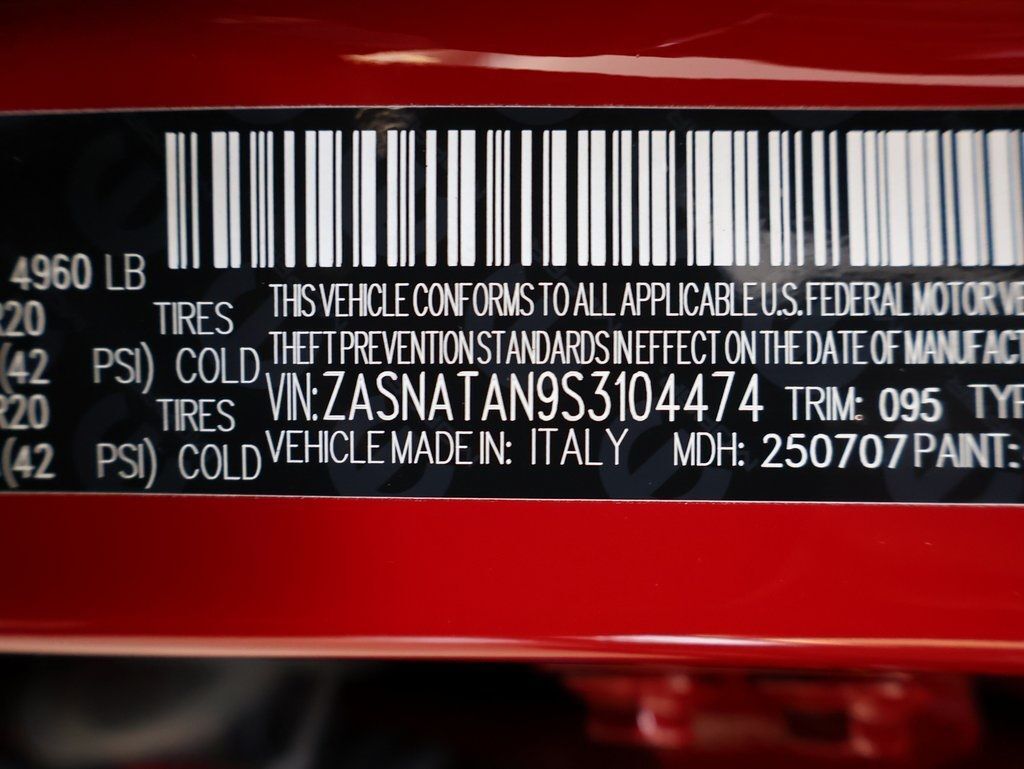 4960 LB
THIS VEHICLE CONFORMS TO ALL APPLICABLE U.S. FEDERAL MOTOR
R20 TIRES
THEFT PREVENTION STANDARDS IN EFFECT ON THE DATE OF
(42 PSI) COLD
VIN: ZASNATAN9S3104474 TRIM: 095
R20 TIRES
VEHICLE MADE IN: ITALY MDH: 250707 PAINT:
(42 PSI) COLD